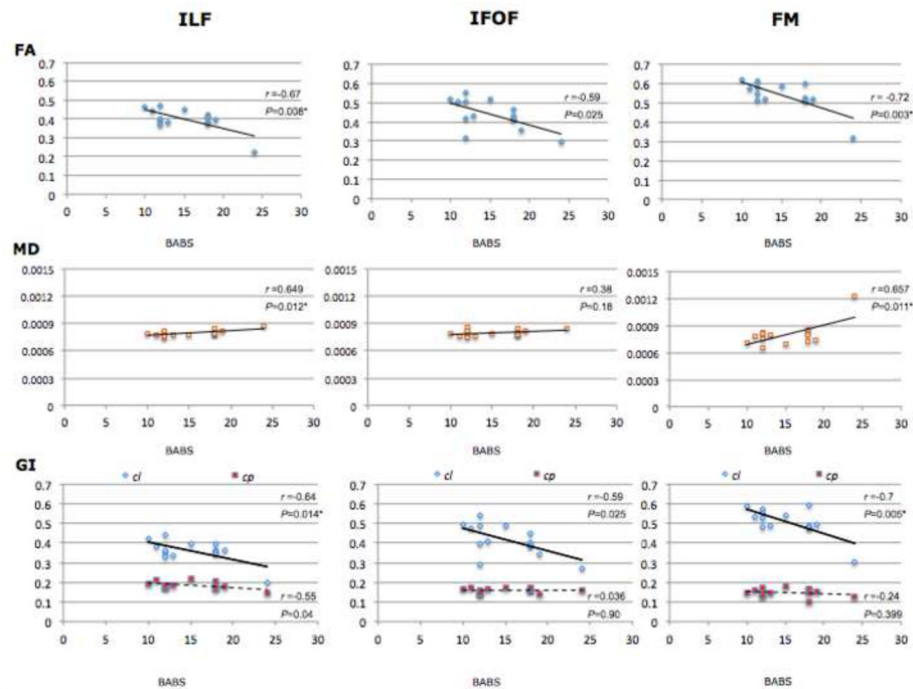 ILF IFOF FM
FA
0.7 0.7 0.7
0.6 0.6 0.6
0.5 0.5 0.5
0.4 0.4 0.4
0.3 0.3 0.3
0.2 0.2 0.2
0.1 0.1 0.1
0 0 0
r=-0.67 r=-0.59 r=-0.72
P=0.008* P=0.025 P=0.003*
0 5 10 15 20 25 30 0 5 10 15 20 25 30 0 5 10 15 20 25 30
BABS BABS BABS
MD
0.0015 0.0015 0.0015
0.0012 0.0012 0.0012
0.0009 0.0009 0.0009
0.0006 0.0006 0.0006
0.0003 0.0003 0.0003
0 0 0
r=0.649 r=0.38 r=0.657
P=0.012* P=0.18 P=0.011*
0 5 10 15 20 25 30 0 5 10 15 20 25 30 0 5 10 15 20 25 30
BABS BABS BABS
GI
cl cp cl cp cl cp
0.7 0.7 0.7
0.6 0.6 0.6
0.5 0.5 0.5
0.4 0.4 0.4
0.3 0.3 0.3
0.2 0.2 0.2
0.1 0.1 0.1
0 0 0
r=-0.64 r=-0.59 r=-0.7
P=0.014* P=0.025 P=0.005*
r=-0.55 r=0.036 r=-0.24
P=0.04 P=0.90 P=0.399
0 5 10 15 20 25 30 0 5 10 15 20 25 30 0 5 10 15 20 25 30
BABS BABS BABS